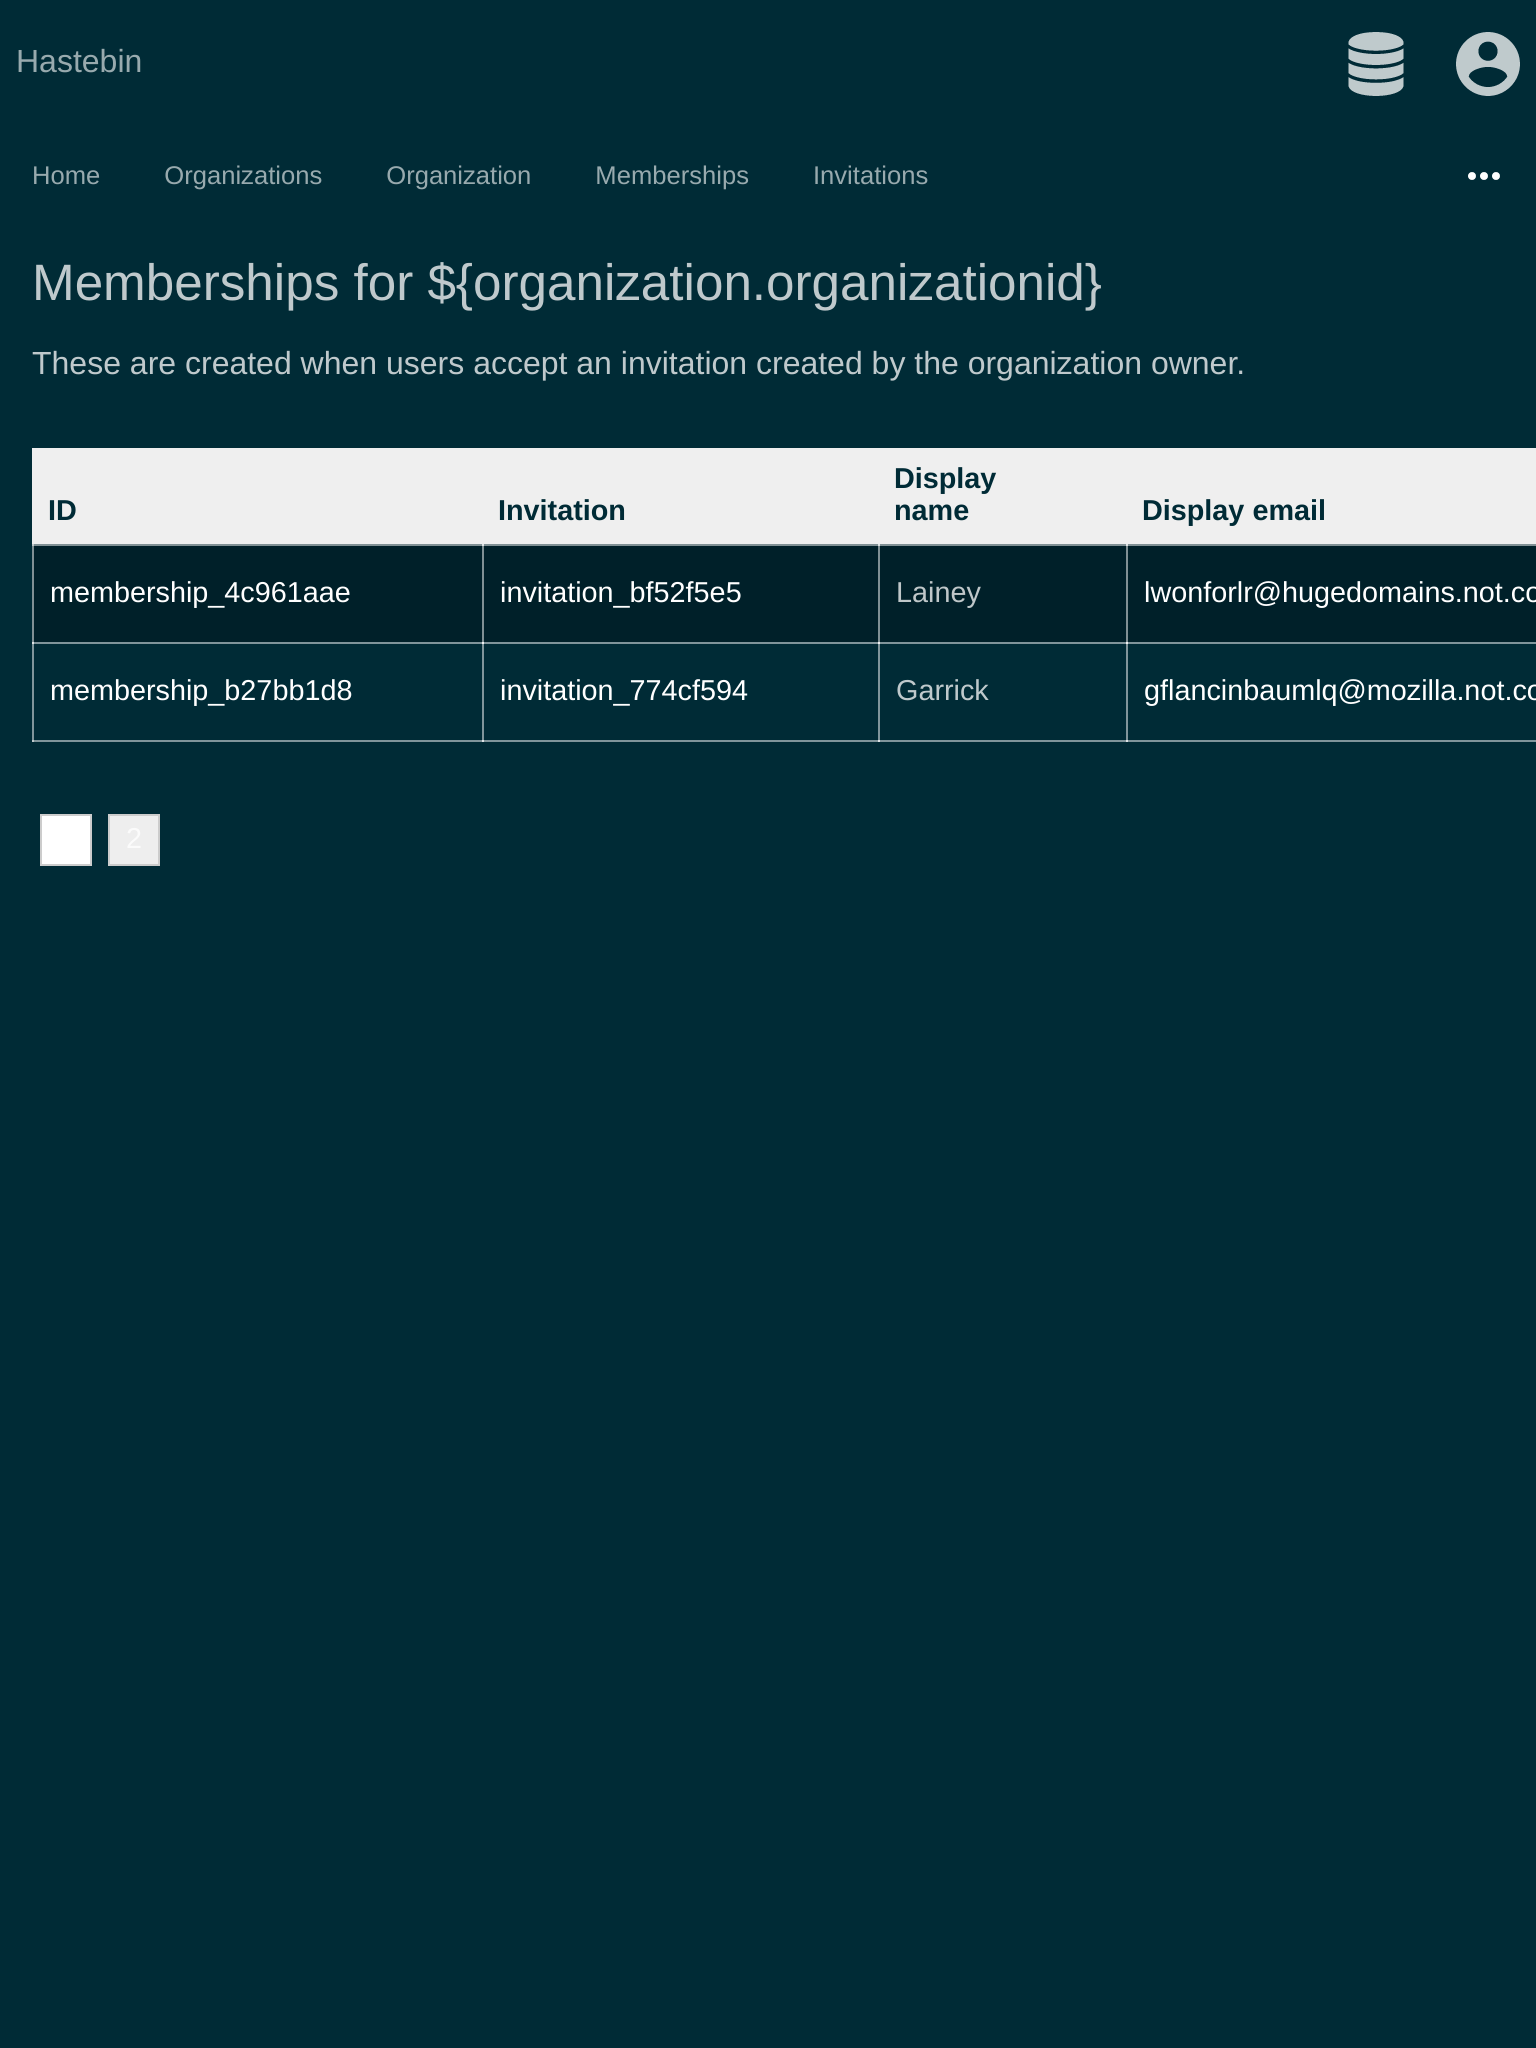 Hastebin
Home Organizations Organization Memberships Invitations
Memberships for ${organization.organizationid}
These are created when users accept an invitation created by the organization owner.
ID Invitation Display name Display email
membership_4c961aae invitation_bf52f5e5 Lainey lwonforlr@hugedomains.not.co
membership_b27bb1d8 invitation_774cf594 Garrick gflancinbaumlq@mozilla.not.co
2